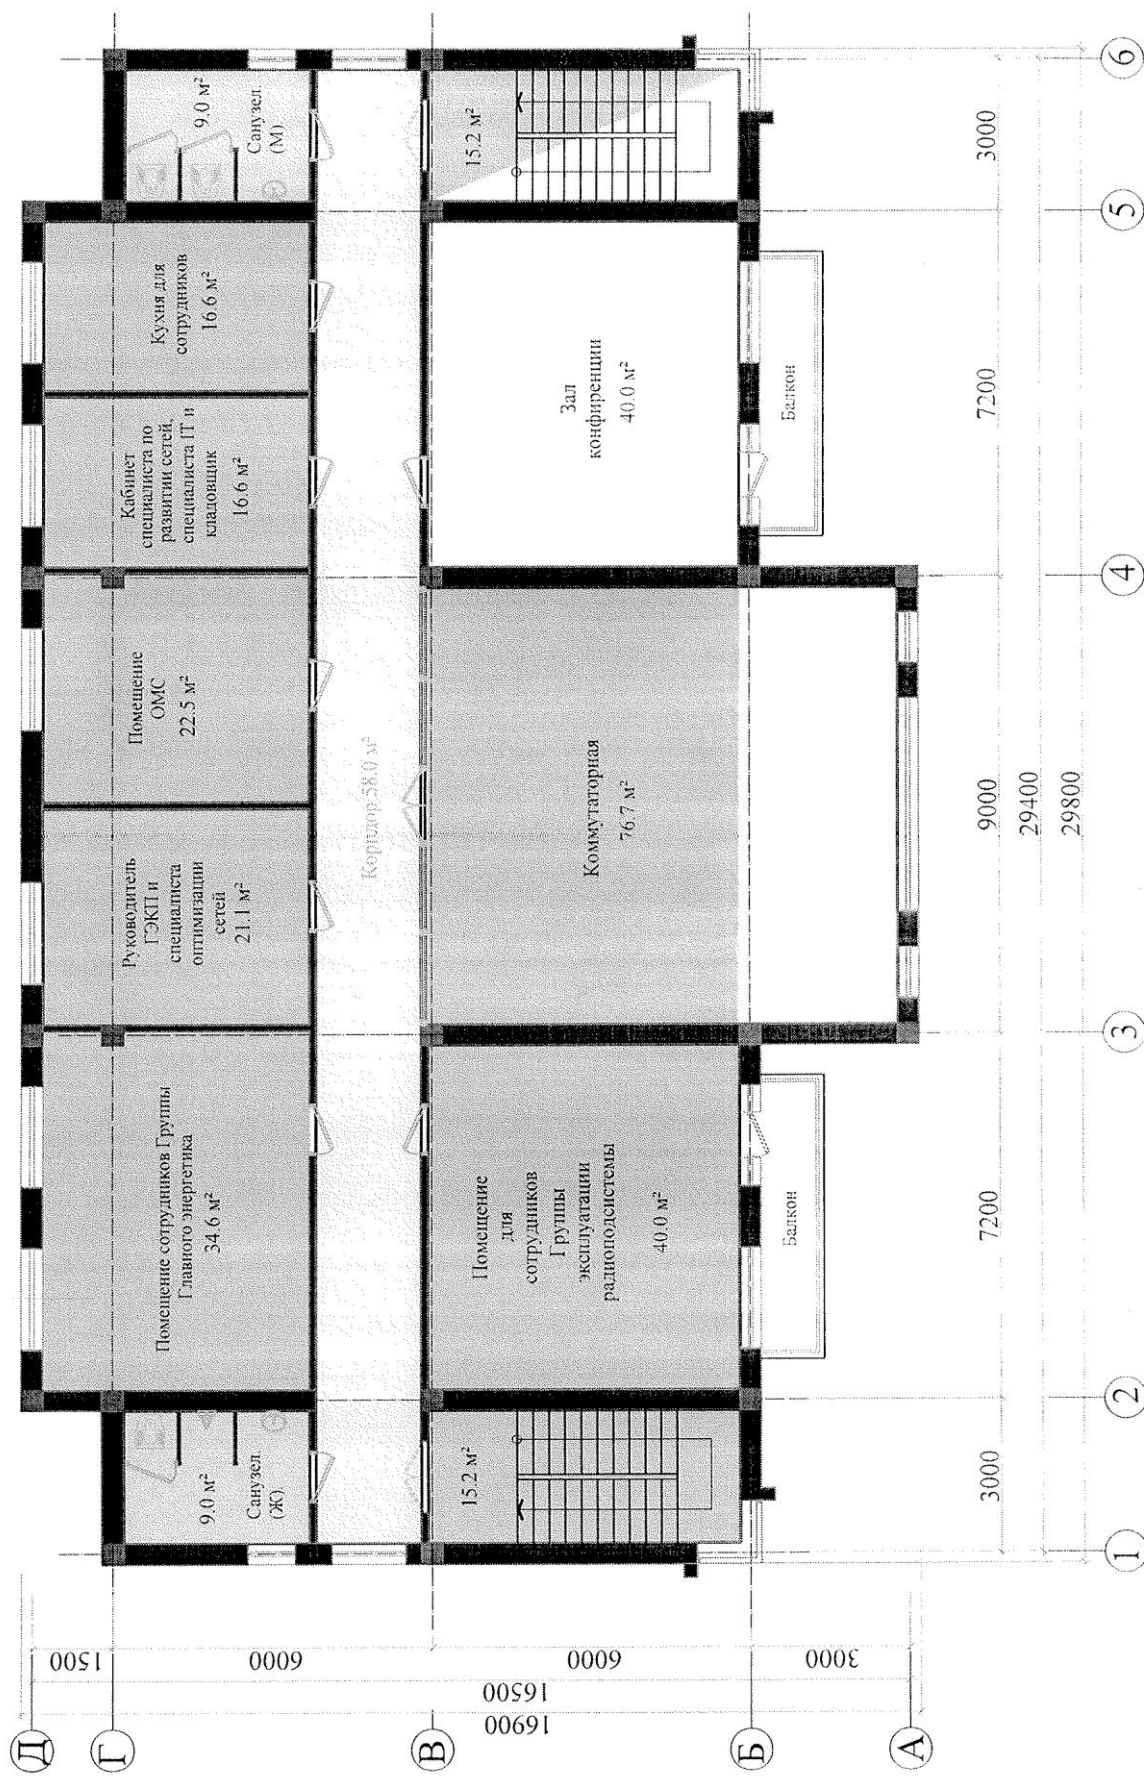 Помещение сотрудников Группы
Главного энергетика
34.6 м²
Руководитель
ГЭКП и
специалиста
оптимизации
сетей
21.1 м²
Помещение
ОМС
22.5 м²
Кабинет
специалиста по
развитии сетей,
специалиста IT и
кладовщик
16.6 м²
Кухня для
сотрудников
16.6 м²
9.0 м²
Санузел
(Ж)
9.0 м²
Санузел
(М)
Коридор 58.0 м²
15.2 м²
Помещение
для
сотрудников
Группы
эксплуатации
радиоподсистемы
40.0 м²
Коммутаторная
76.7 м²
Зал
конфиренции
40.0 м²
15.2 м²
Балкон
Балкон
3000
7200
9000
7200
3000
29400
29800
1
2
3
4
5
6
1500
6000
6000
3000
16500
16900
Д
Г
В
Б
А